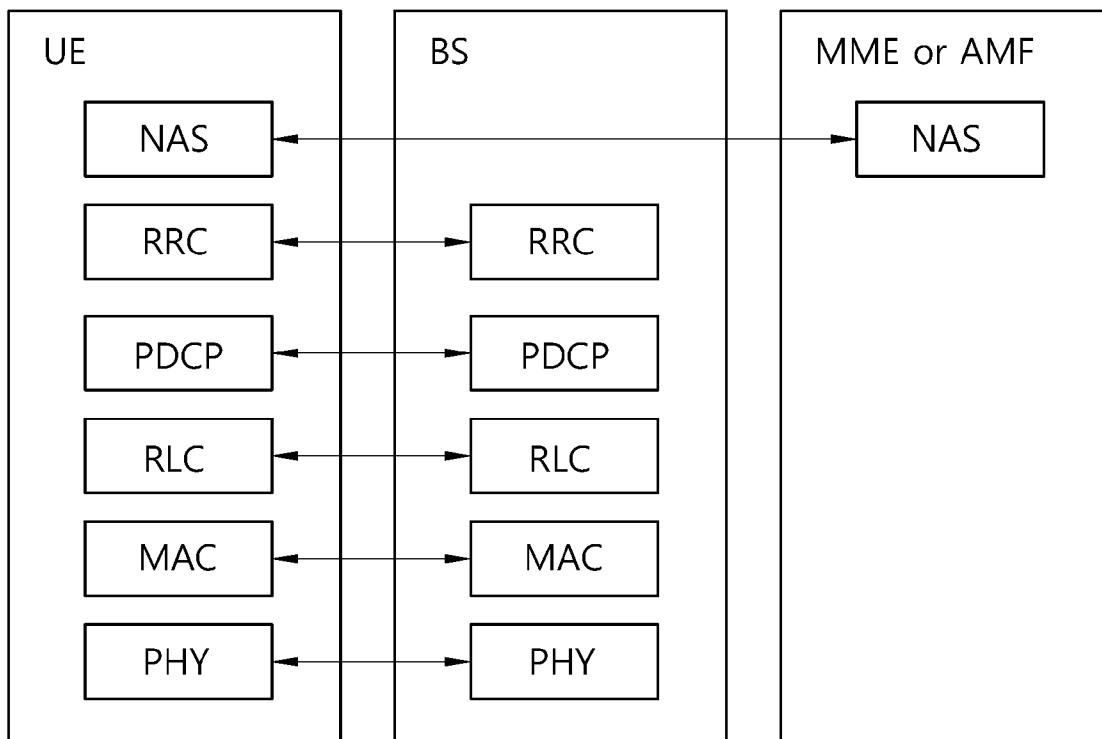 UE BS MME or AMF
NAS NAS
RRC RRC
PDCP PDCP
RLC RLC
MAC MAC
PHY PHY